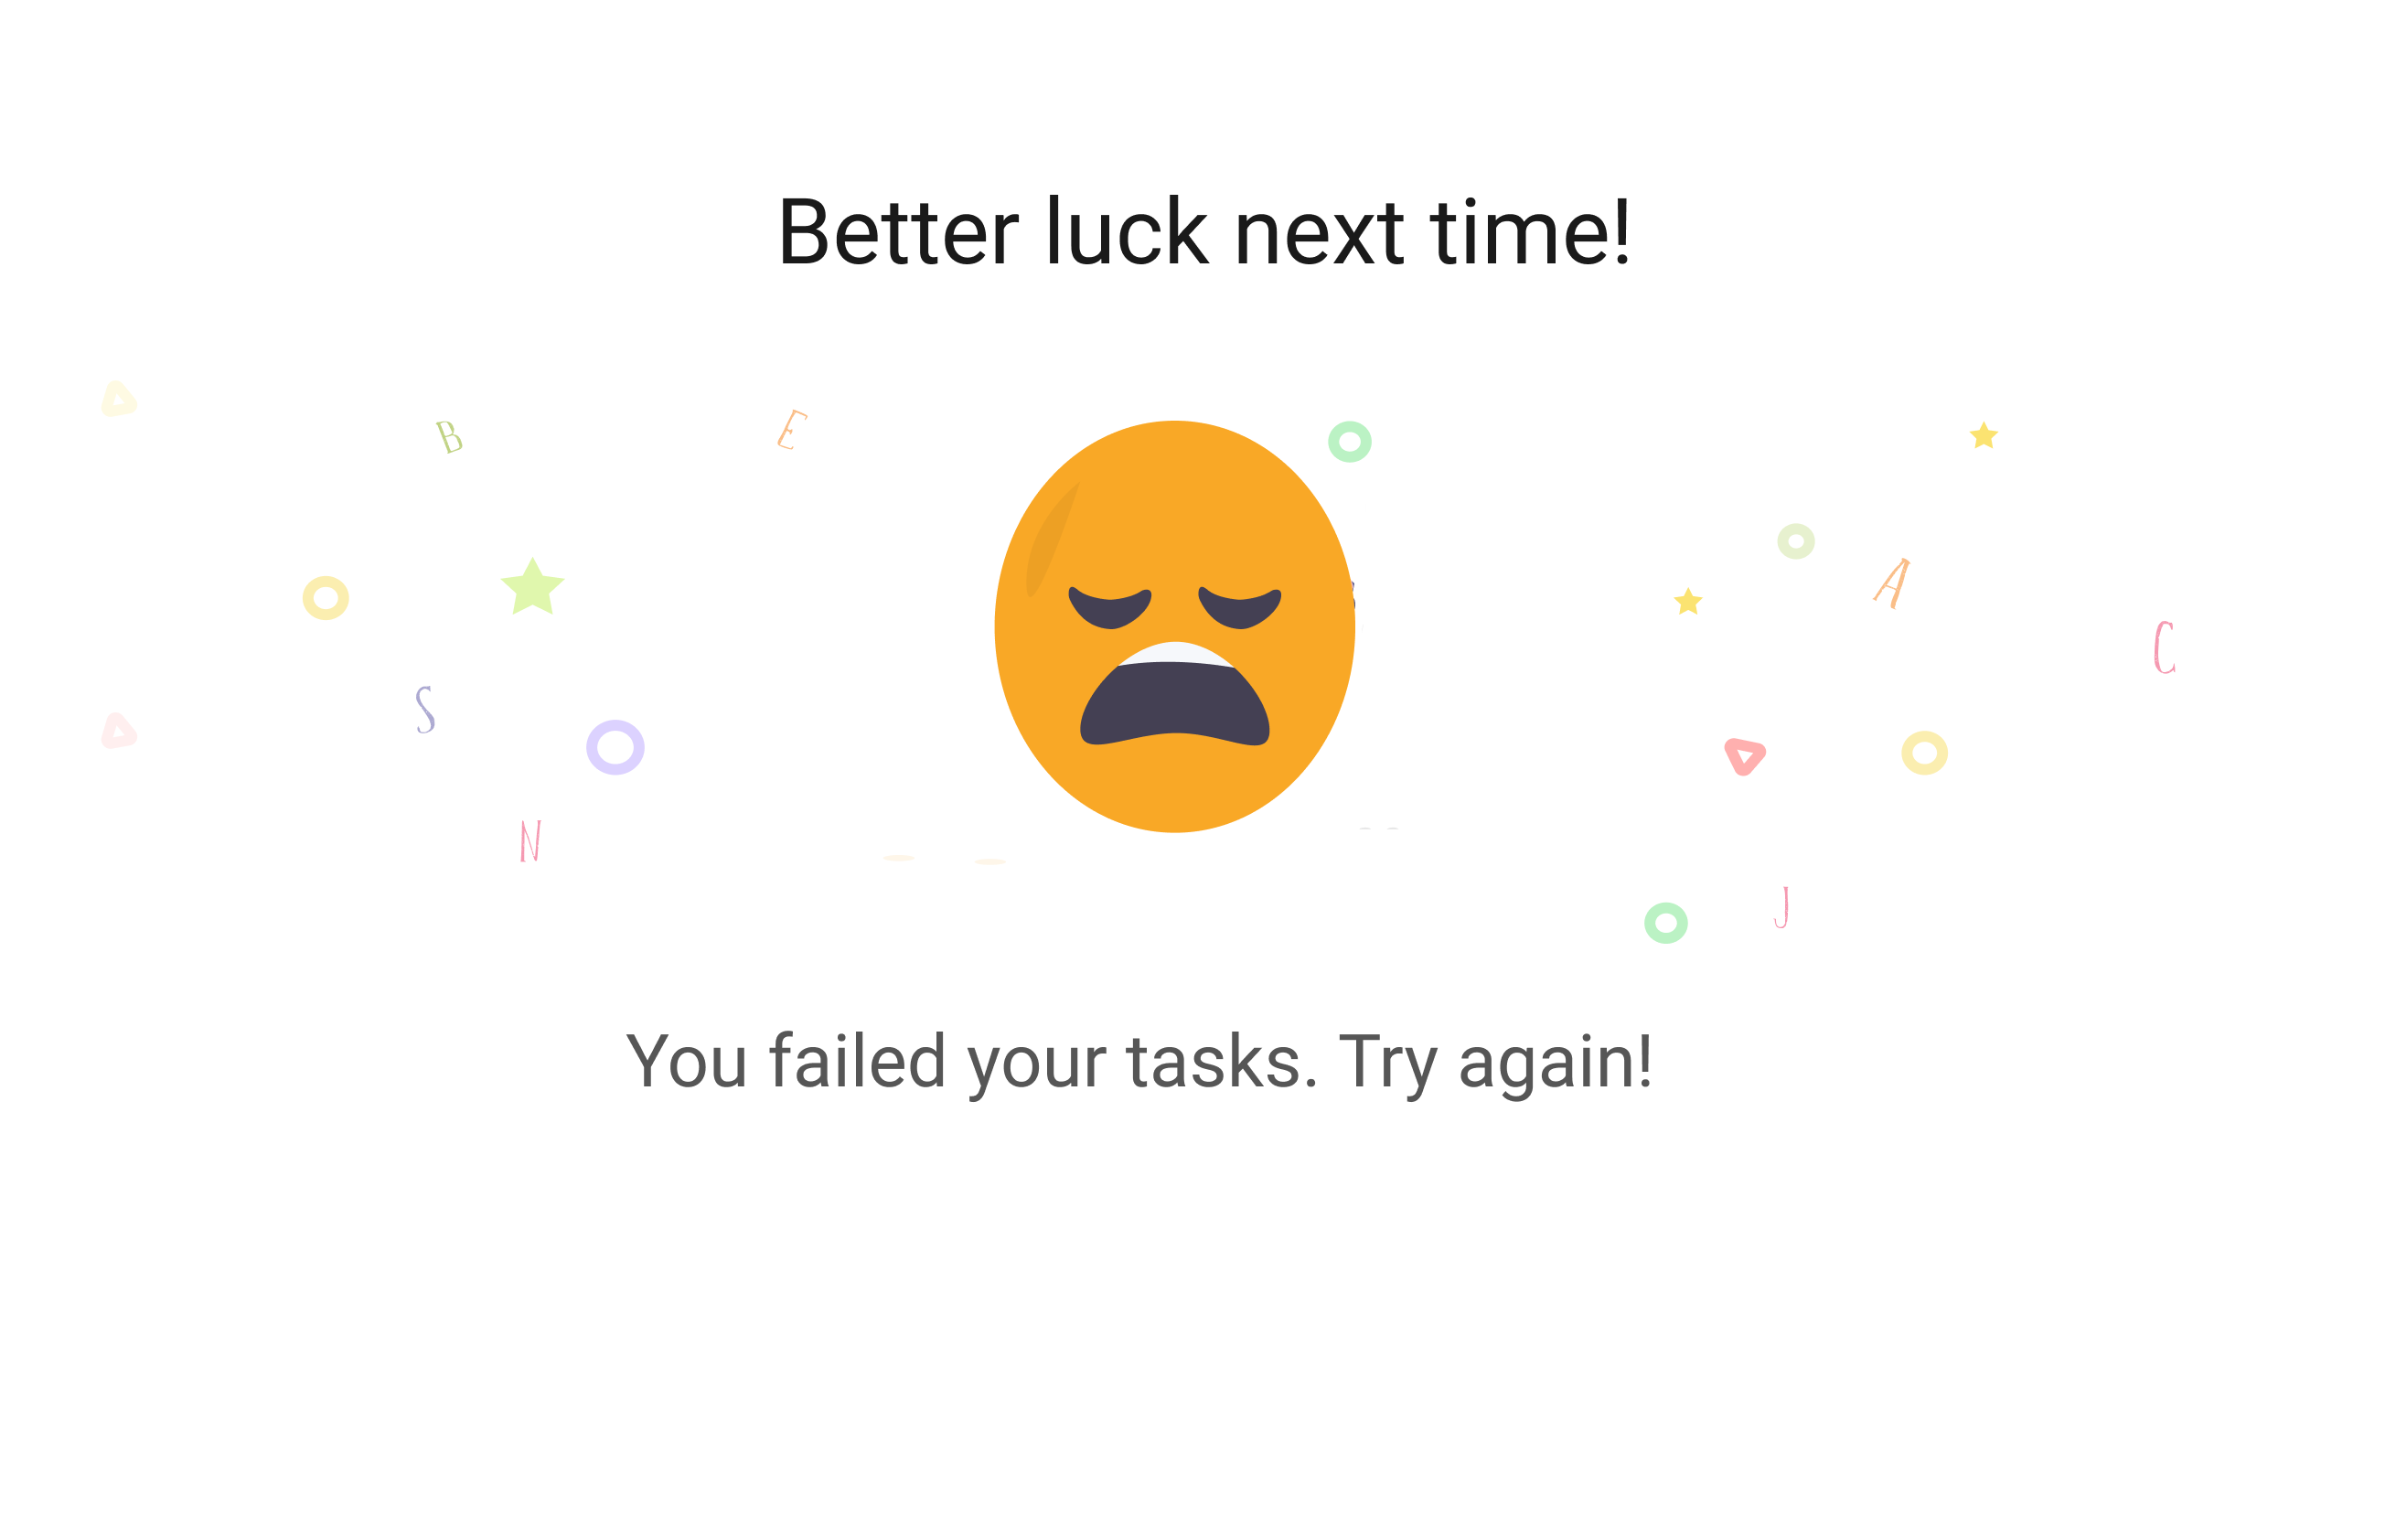 Better luck next time!
B
E
A
C
S
N
J
You failed your tasks. Try again!